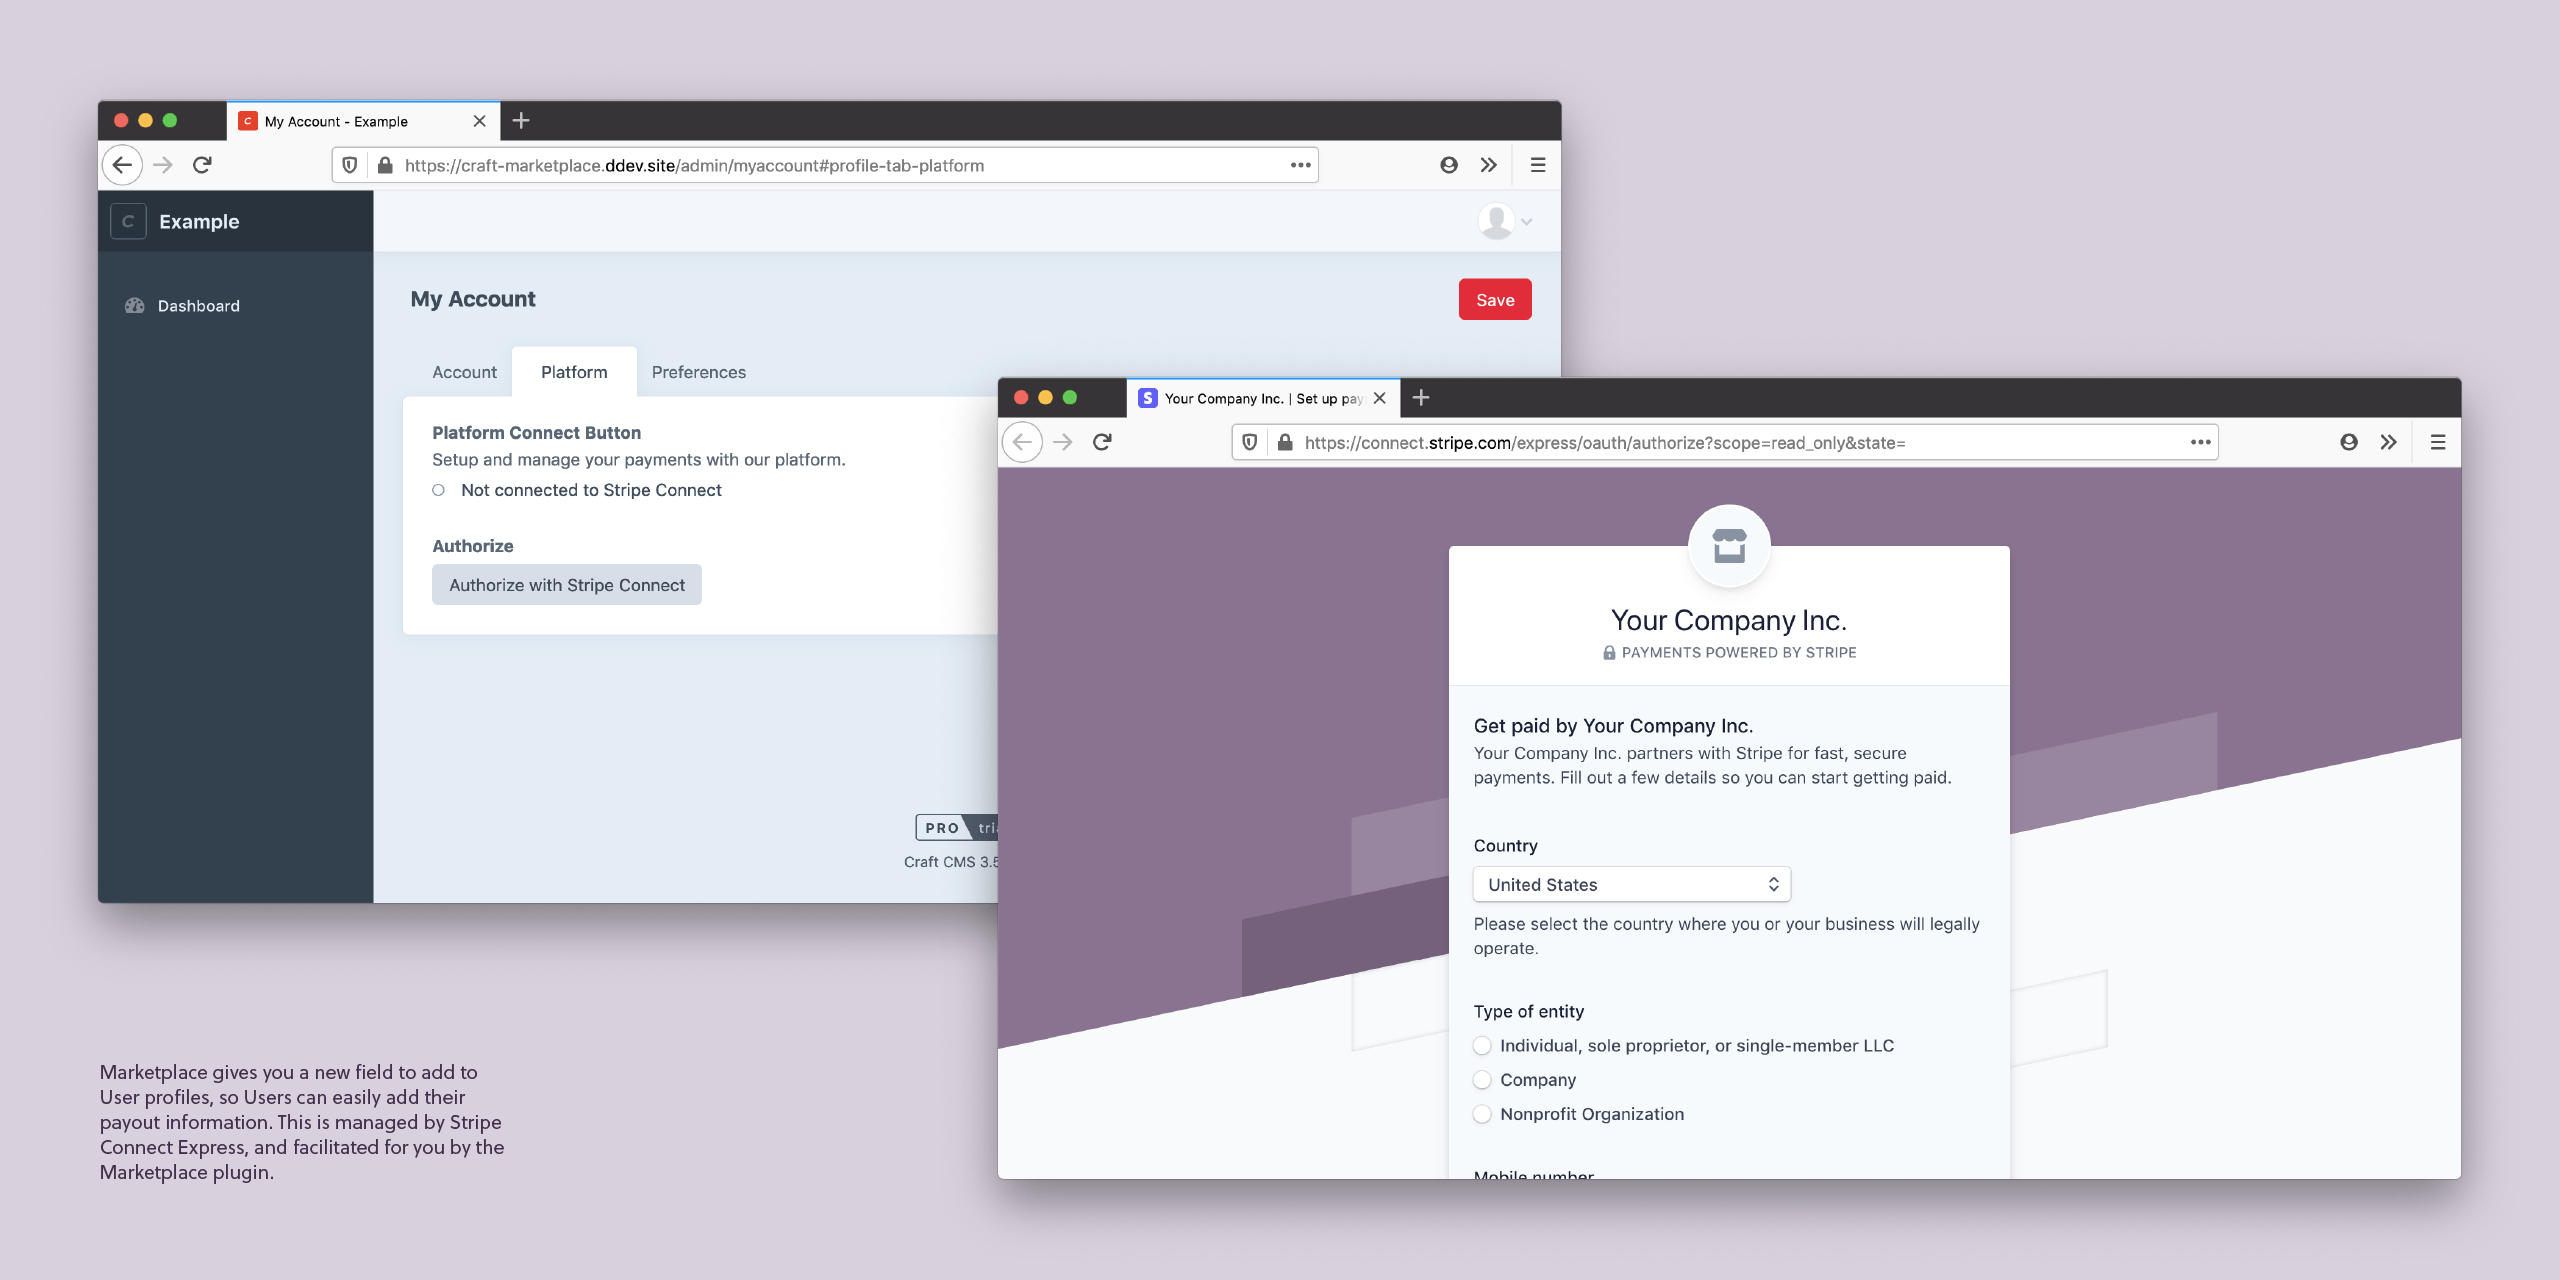 My Account - Example
https://craft-marketplace.ddev.site/admin/myaccount#profile-tab-platform
Example
Dashboard
My Account
Save
Account
Platform
Preferences
Platform Connect Button
Setup and manage your payments with our platform.
Not connected to Stripe Connect
Authorize
Authorize with Stripe Connect
PRO
Craft CMS 3.5
Your Company Inc. | Set up pay
https://connect.stripe.com/express/oauth/authorize?scope=read_only&state=
Your Company Inc.
PAYMENTS POWERED BY STRIPE
Get paid by Your Company Inc.
Your Company Inc. partners with Stripe for fast, secure
payments. Fill out a few details so you can start getting paid.
Country
United States
Please select the country where you or your business will legally
operate.
Type of entity
Individual, sole proprietor, or single-member LLC
Company
Nonprofit Organization
Mobile number
Marketplace gives you a new field to add to
User profiles, so Users can easily add their
payout information. This is managed by Stripe
Connect Express, and facilitated for you by the
Marketplace plugin.